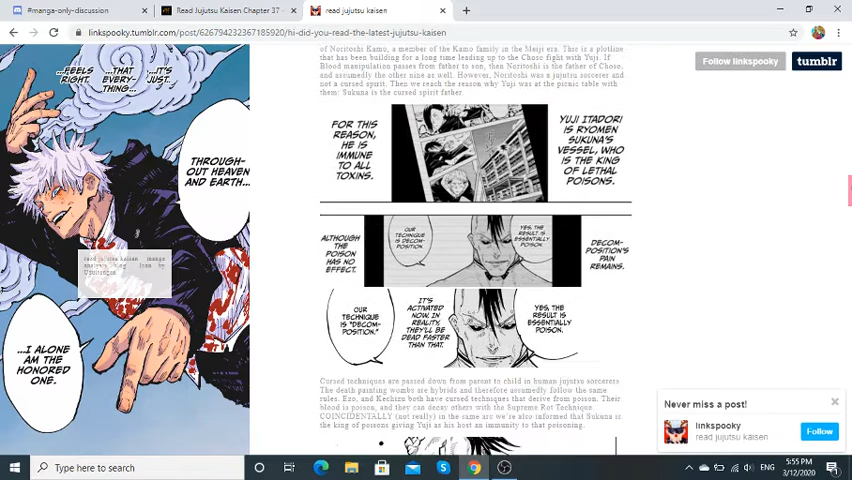 #manga-only-discussion
Read Jujutsu Kaisen Chapter 37 -
read jujutsu kaisen
linkspooky.tumblr.com/post/626794232367185920/hi-did-you-read-the-latest-jujutsu-kaisen
Follow linkspooky
tumblr
...FEELS RIGHT.
...THAT EVERY-
THING...
...IT'S
JUST...
THROUGH-
OUT HEAVEN
AND EARTH...
read jujutsu kaisen manga
...I ALONE
AM THE
HONORED
ONE.
of Noritoshi Kamo, a member of the Kamo family in the Meiji era. This is a plotline
that has been building for a long time leading up to the Choso fight with Yuji. If
Blood manipulation passes from father to son, then Noritoshi is the father of Choso,
and assumedly the other nine as well. However, Noritoshi was a jujutsu sorcerer and
not a cursed spirit. Then we reach the reason why Yuji was at the picnic table with
them: Sukuna is the cursed spirit father.
FOR THIS
REASON,
HE IS
IMMUNE
TO ALL
TOXINS.
YUJI ITADORI
IS RYOMEN
SUKUNA'S
VESSEL, WHO
IS THE KING
OF LETHAL
POISONS.
ALTHOUGH
THE
POISON
HAS NO
EFFECT.
OUR
TECHNIQUE
IS DECOM-
POSITION.
YES, THE
RESULT IS
ESSENTIALLY
POISON.
DECOM-
POSITION'S
PAIN
REMAINS.
OUR
TECHNIQUE
IS "DECOM-
POSITION."
IT'S
ACTIVATED
NOW. IN
REALITY,
THEY'LL BE
DEAD FASTER
THAN THAT.
YES, THE
RESULT IS
ESSENTIALLY
POISON.
Cursed techniques are passed down from parent to child in human jujutsu sorcerers
The death painting wombs are hybrids and therefore assumedly follow the same
rules. Eso, and Kechizu both have cursed techniques that derive from poison. Their
blood is poison, and they can decay others with the Supreme Rot Technique.
COINCIDENTALLY (not really) in the same arc we're also informed that Sukuna is
the king of poisons giving Yuji as his host an immunity to that poisoning.
Never miss a post!
linkspooky
read jujutsu kaisen
Follow
Type here to search
ENG
5:55 PM
3/12/2020